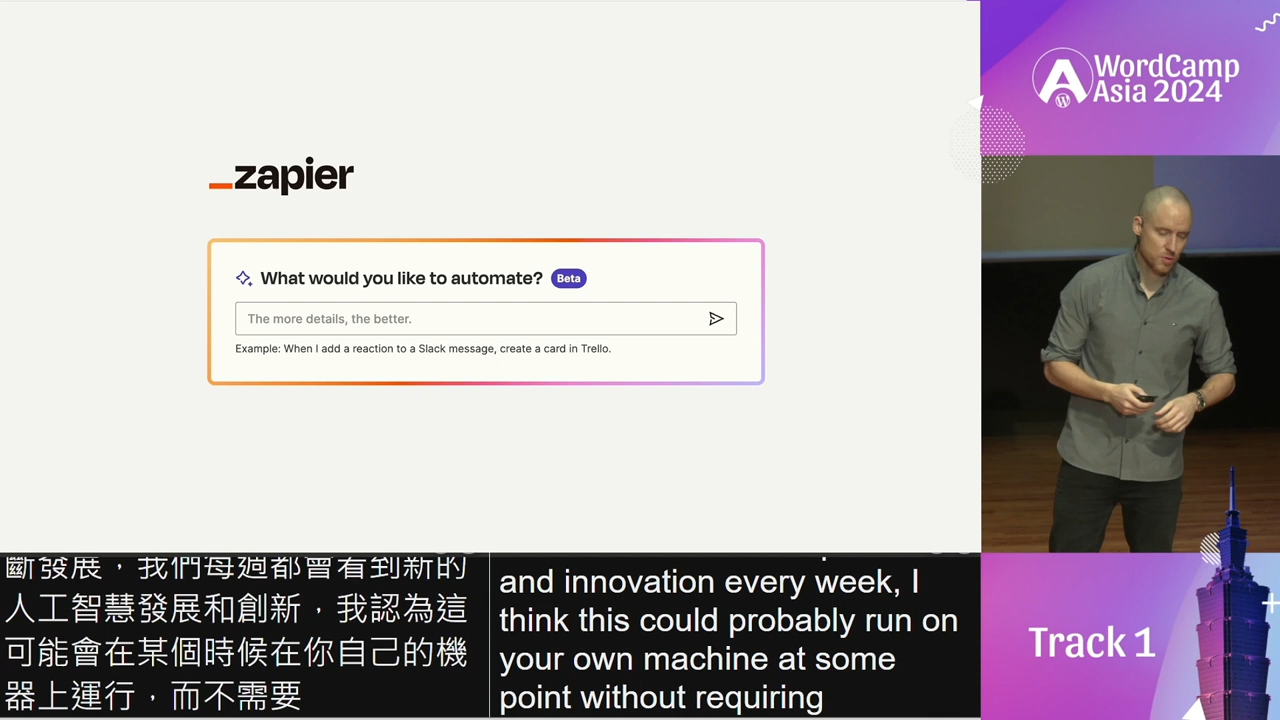 _zapier
What would you like to automate? Beta
The more details, the better.
Example: When I add a reaction to a Slack message, create a card in Trello.
WordCamp
Asia 2024
斷發展，我們每週都會看到新的
人工智慧發展和創新，我認為這
可能會在某個時候在你自己的機
器上運行，而不需要
and innovation every week, I
think this could probably run on
your own machine at some
point without requiring
Track 1